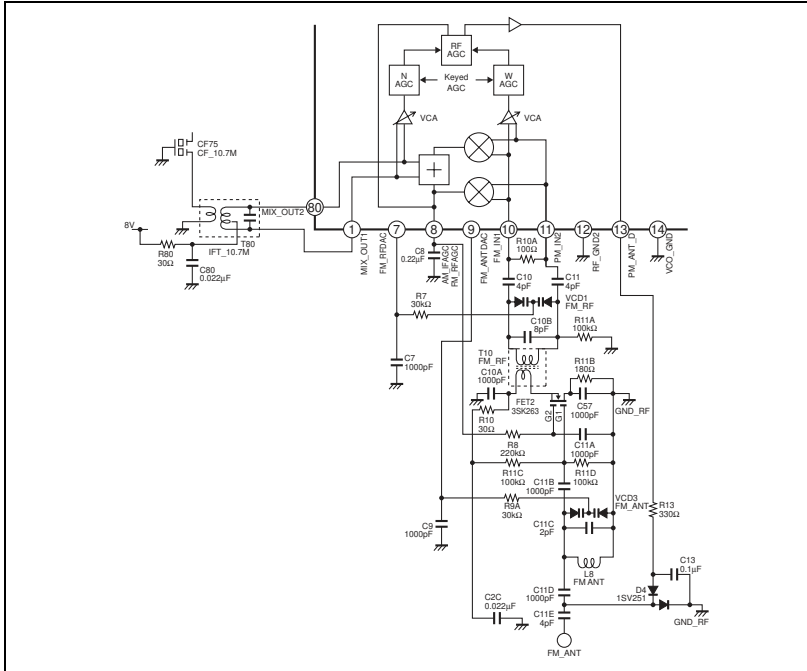 RF
AGC
N
AGC
Keyed
AGC
W
AGC
VCA
VCA
CF75
CF_10.7M
+
MIX_OUT2
80
8V
T80
IFT_10.7M
R80
30Ω
C80
0.022µF
1
7
8
9
10
11
12
13
14
MIX_OUT1
FM_RFDAC
AM_IFAGC
FM_RFAGC
FM_ANTDAC
FM_IN1
PM_IN2
RF_GND2
PM_ANT_D
VCO_GND
C8
0.22µF
R10A
100Ω
C10
4pF
C11
4pF
VCD1
FM_RF
R7
30kΩ
C10B
8pF
R11A
100kΩ
C7
1000pF
T10
FM_RF
C10A
1000pF
R11B
180Ω
FET2
3SK263
G2
G1
C57
1000pF
GND_RF
R10
30Ω
R8
220kΩ
C11A
1000pF
R11C
100kΩ
C11B
1000pF
R11D
100kΩ
R9A
30kΩ
VCD3
FM_ANT
R13
330Ω
C9
1000pF
C11C
2pF
L8
FM ANT
C13
0.1µF
C11D
1000pF
D4
1SV251
C2C
0.022µF
C11E
4pF
GND_RF
FM_ANT